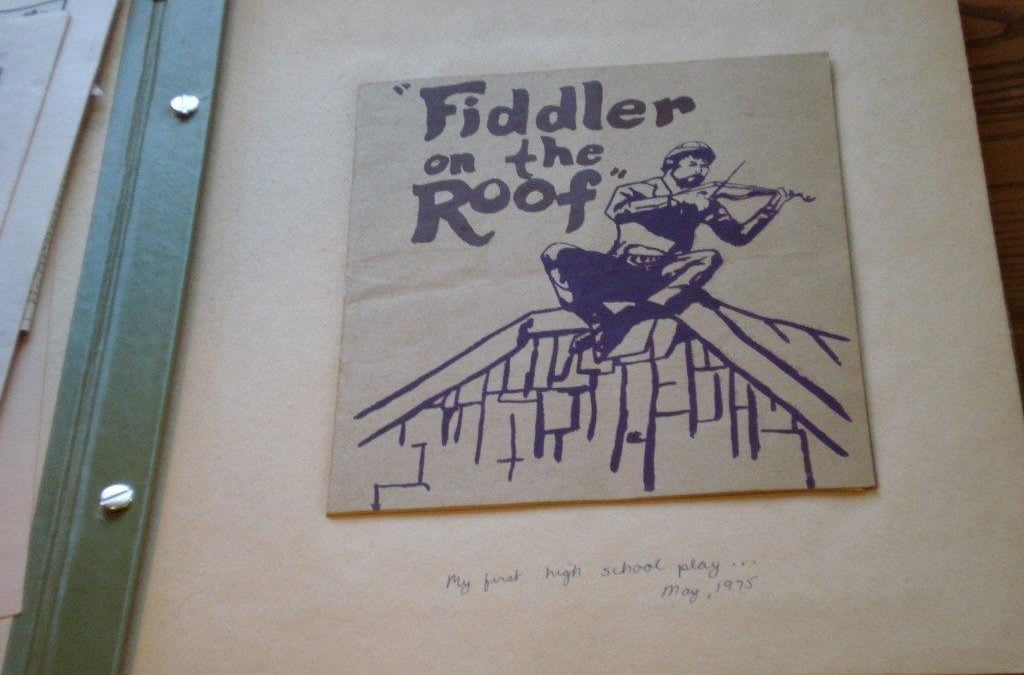 "Fiddler
on the
Roof"
My first high school play...
May, 1975